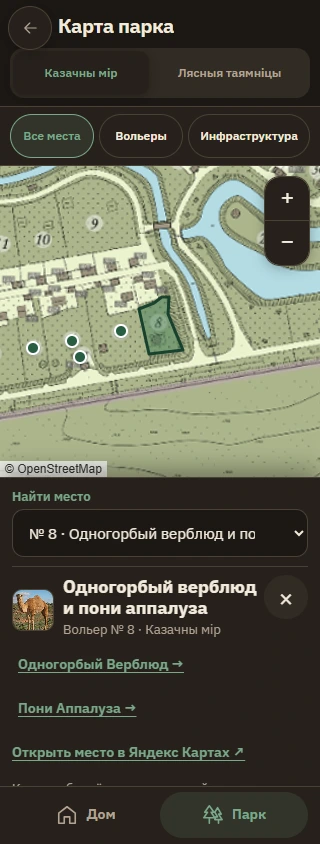 ← Карта парка
Казачны мір
Лясныя таямніцы
Все места
Вольеры
Инфраструктура
9
10
1
8
+
−
© OpenStreetMap
Найти место
№ 8 · Одногорбый верблюд и по
Одногорбый верблюд
и пони аппалуза
Вольер № 8 · Казачны мір
Одногорбый Верблюд →
Пони Аппалуза →
Открыть место в Яндекс Картах ↗
Дом
Парк